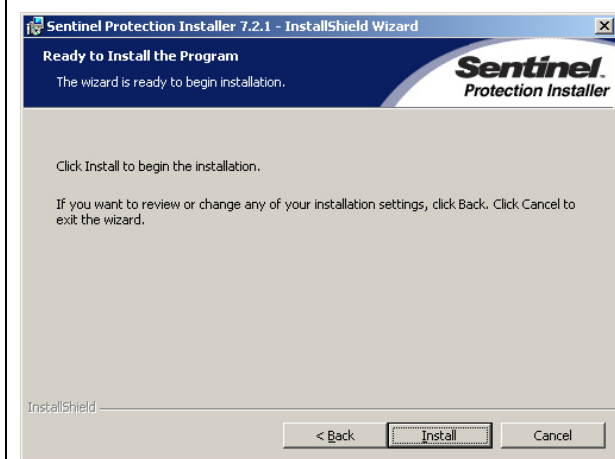 Sentinel Protection Installer 7.2.1 - InstallShield Wizard
Ready to Install the Program
The wizard is ready to begin installation.
Sentinel.
Protection Installer
Click Install to begin the installation.
If you want to review or change any of your installation settings, click Back. Click Cancel to
exit the wizard.
InstallShield
< Back
Install
Cancel